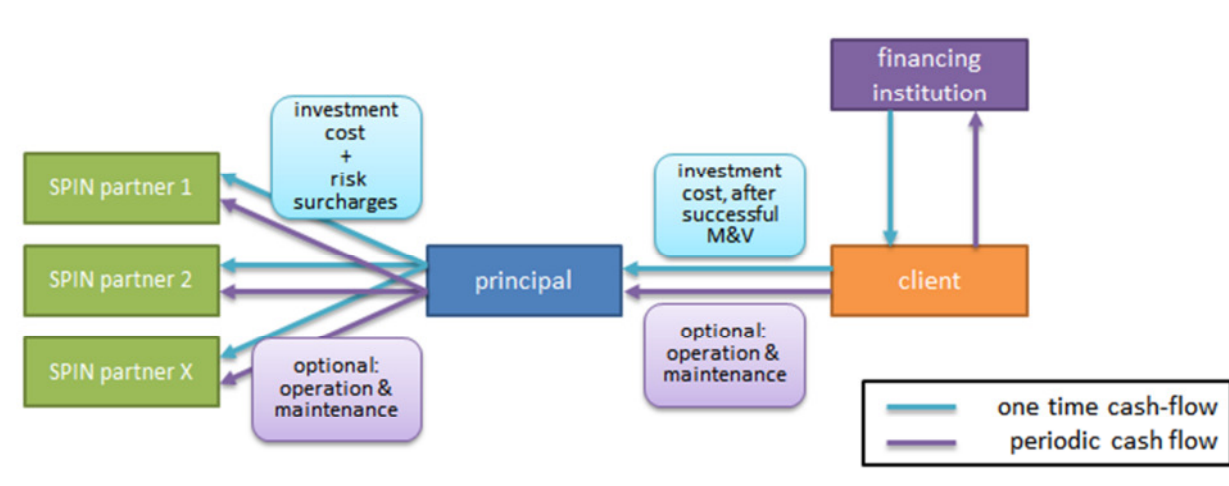 financing
institution
investment
cost
+
risk
surcharges
SPIN partner 1
investment
cost, after
successful
M&V
SPIN partner 2
principal
client
SPIN partner X
optional:
operation &
maintenance
optional:
operation &
maintenance
one time cash-flow
periodic cash flow